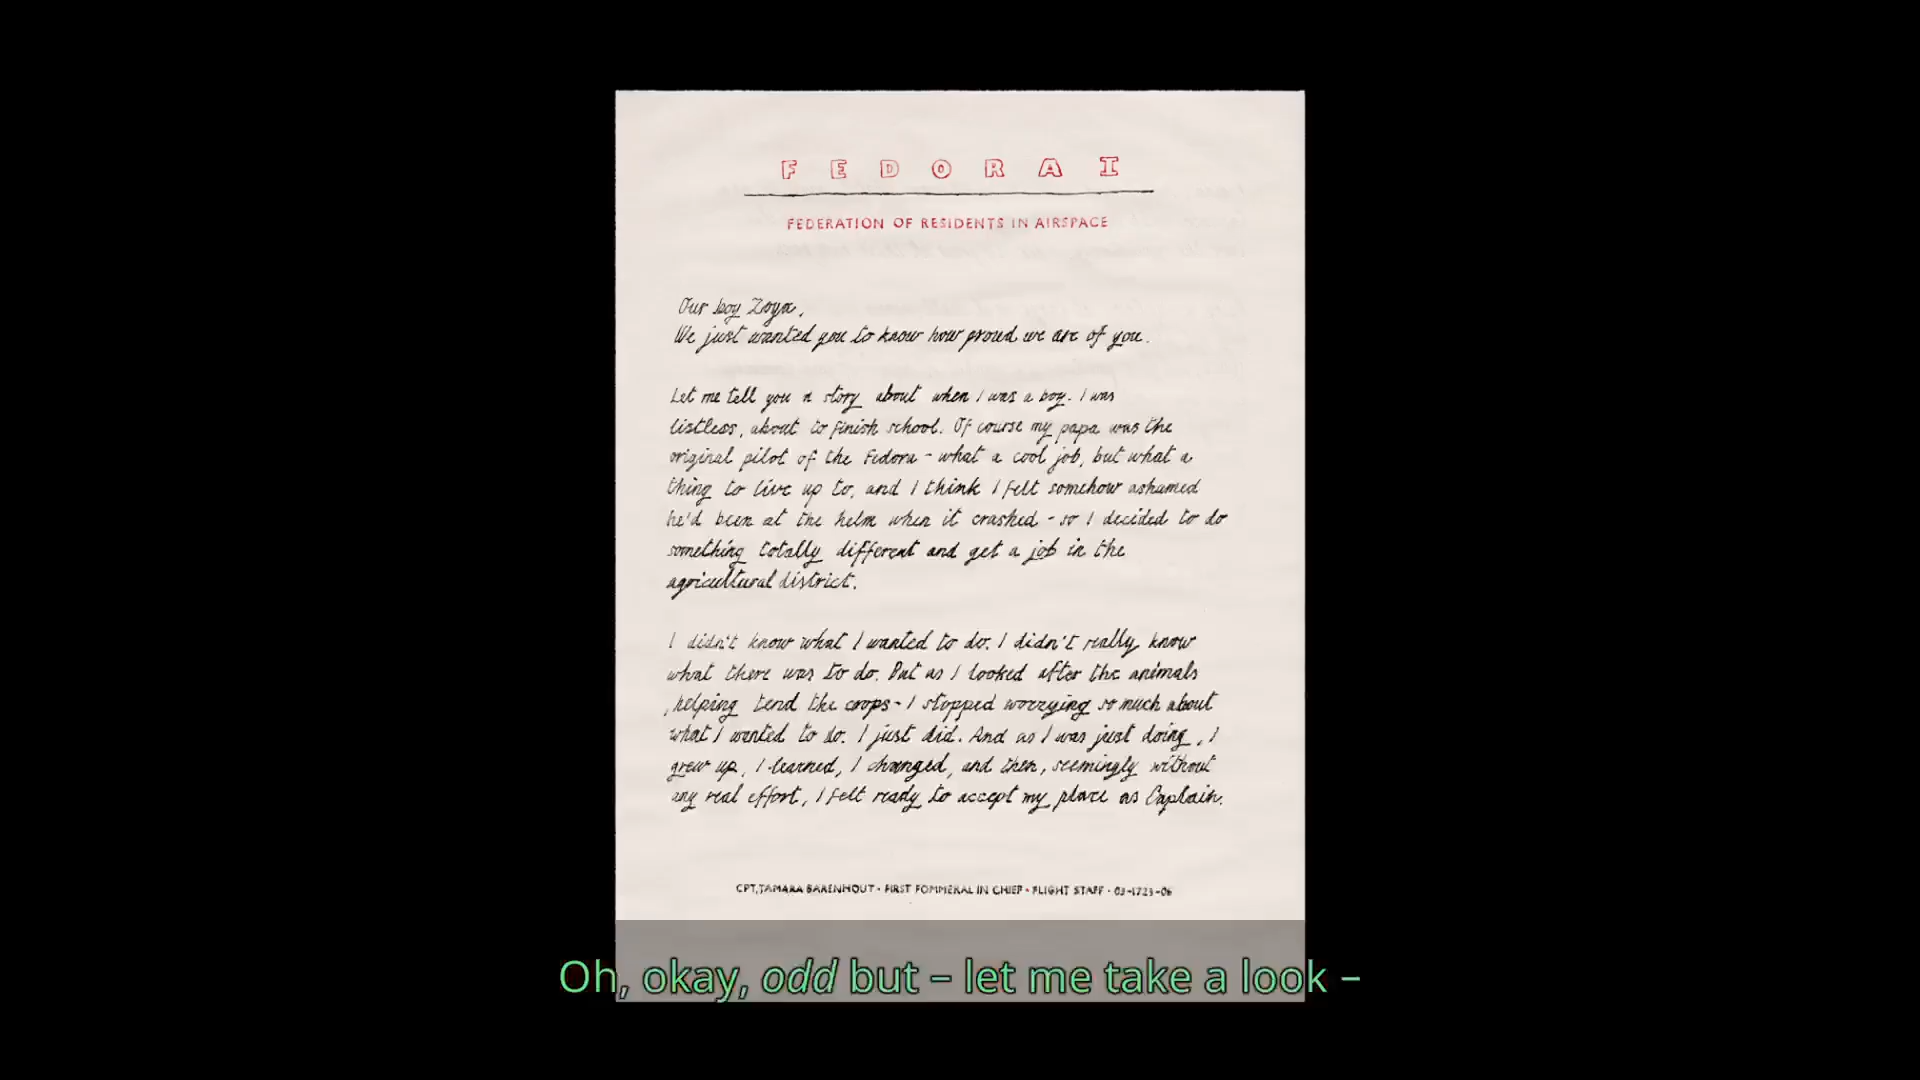 FEDORAI
FEDERATION OF RESIDENTS IN AIRSPACE
Our boy Zoya,
We just wanted you to know how proud we are of you.
Let me tell you a story about when I was a boy. I was
listless, about to finish school. Of course my papa was the
original pilot of the Fedora - what a cool job, but what a
thing to live up to, and I think I felt somehow ashamed
he'd been at the helm when it crashed - so I decided to do
something totally different and get a job in the
agricultural district.
I didn't know what I wanted to do. I didn't really know
what there was to do. But as I looked after the animals
, helping tend the crops - I stopped worrying so much about
what I wanted to do. I just did. And as I was just doing, I
grew up, I learned, I changed, and then, seemingly without
any real effort, I felt ready to accept my place as Captain.
CPT. TAMARA BARENHOUT · FIRST FOMMERAL IN CHIEF · FLIGHT STAFF · 03-1723-06
Oh, okay, odd but – let me take a look –